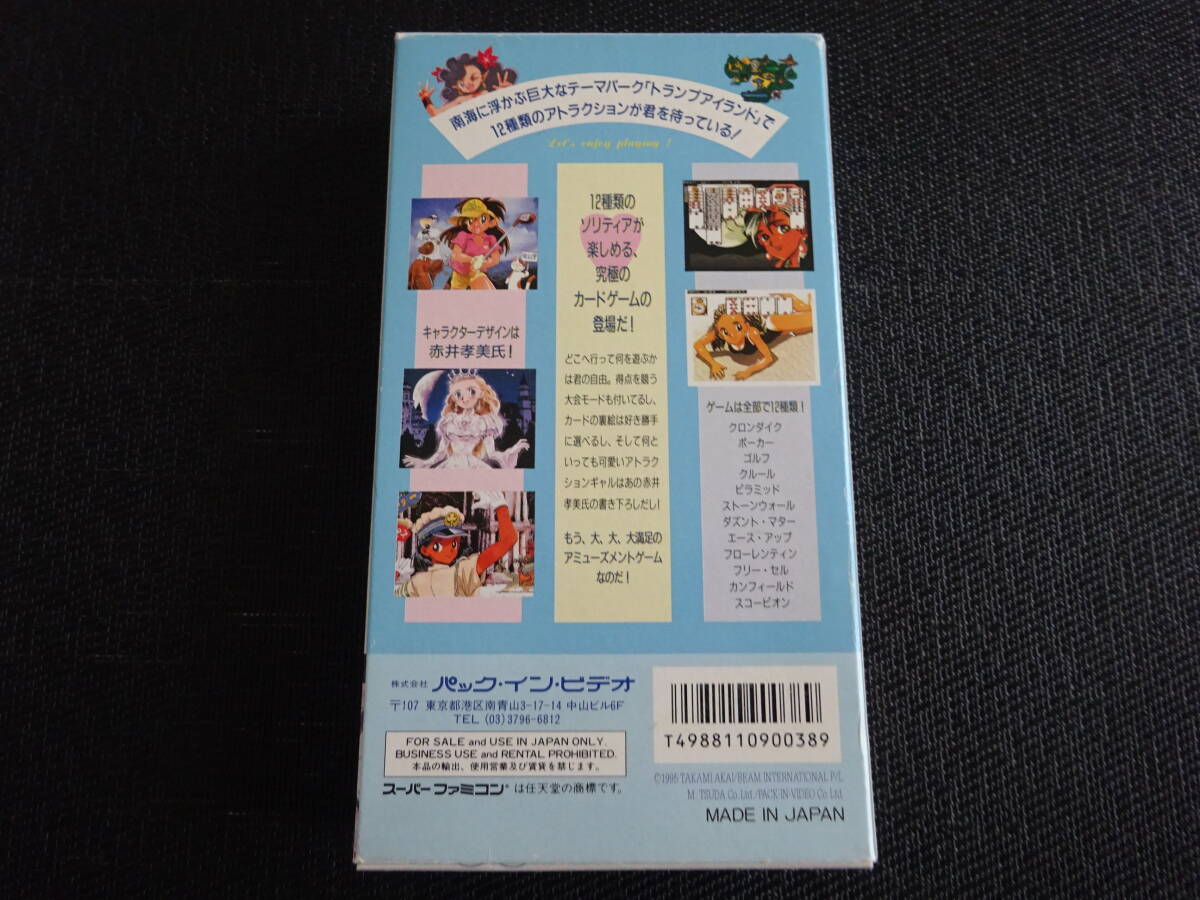 南海に浮かぶ巨大なテーマパーク「トランプアイランド」で
12種類のアトラクションが君を待っている!
Let's enjoy playing !
キャラクターデザインは
赤井孝美氏!
12種類の
ソリティアが
楽しめる、
究極の
カードゲームの
登場だ!
どこへ行って何を遊ぶか
は君の自由。得点を競う
大会モードも付いてるし、
カードの裏絵は好き勝手
に選べるし、そして何と
いっても可愛いアトラク
ションギャルはあの赤井
孝美氏の書き下ろしだし!
もう、大、大、大満足の
アミューズメントゲーム
なのだ!
ゲームは全部で12種類!
クロンダイク
ポーカー
ゴルフ
クルール
ピラミッド
ストーンウォール
ダズント・マター
エース・アップ
フローレンティン
フリー・セル
カンフィールド
スコーピオン
株式会社 パック・イン・ビデオ
〒107 東京都港区南青山3-17-14 中山ビル6F
TEL (03)3796-6812
FOR SALE and USE IN JAPAN ONLY.
BUSINESS USE and RENTAL PROHIBITED.
本品の輸出、使用営業及び賃貸を禁じます。
スーパーファミコン®は任天堂の商標です。
T4988110900389
©1995 TAKAMI AKAI/BEAM INTERNATIONAL P/L
M. TSUDA Co. Ltd./PACK-IN-VIDEO Co. Ltd.
MADE IN JAPAN